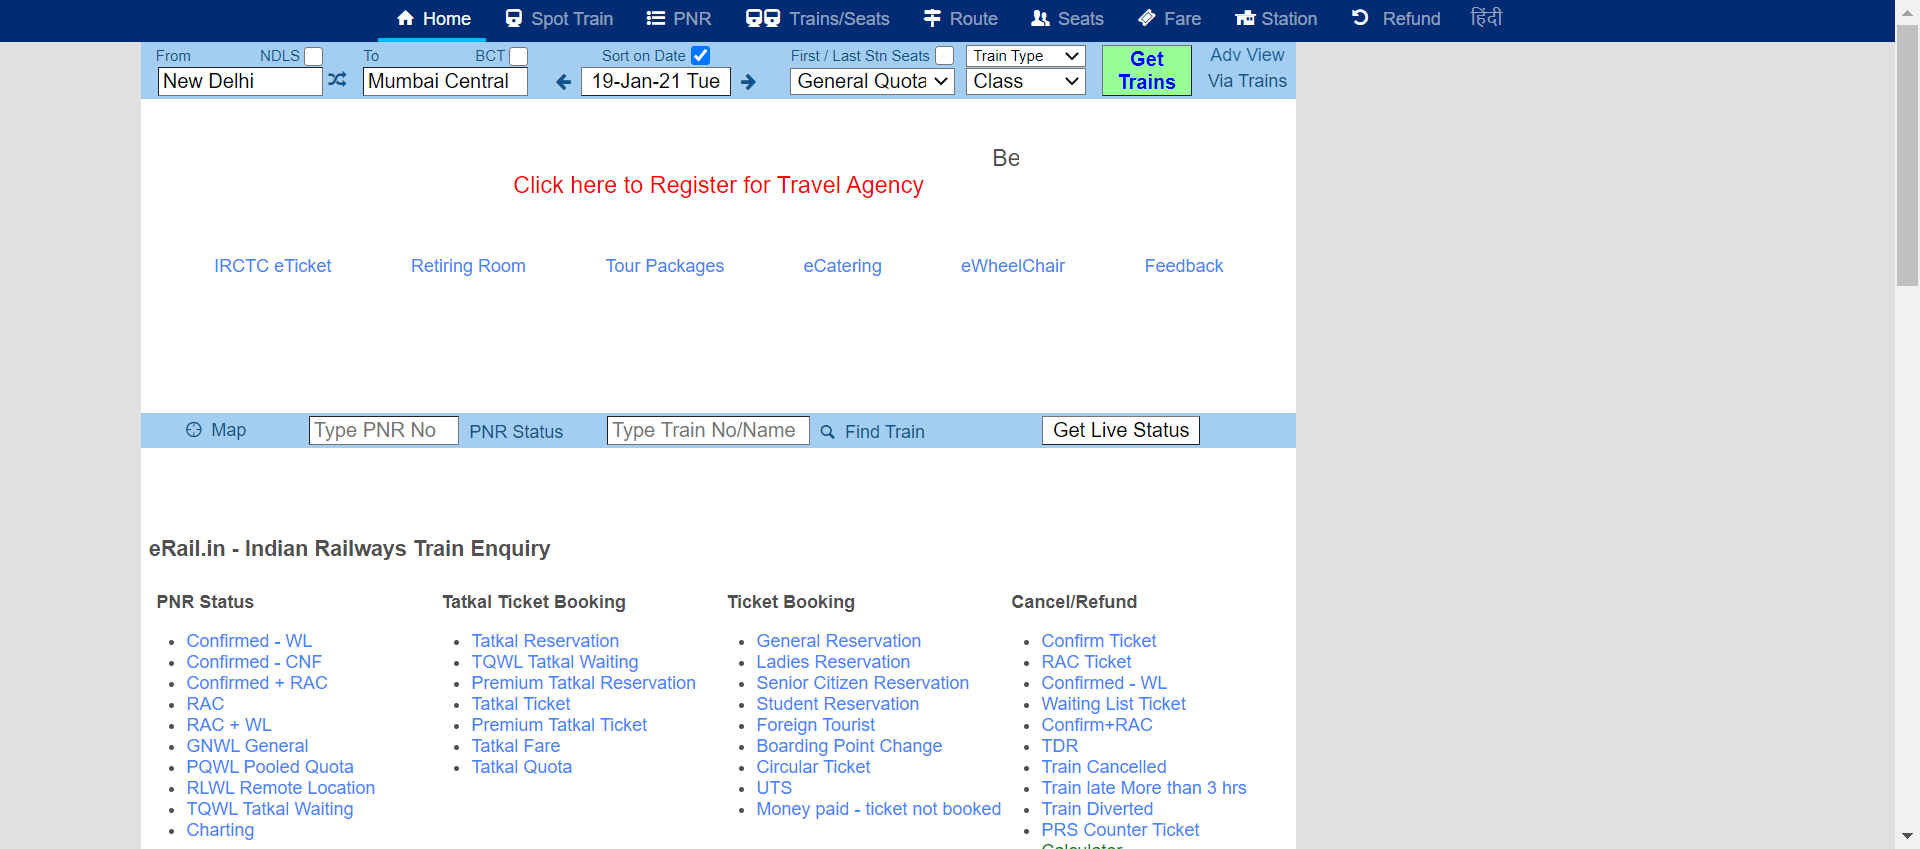 Home Spot Train PNR Trains/Seats Route Seats Fare Station Refund हिंदी
From NDLS To BCT Sort on Date First / Last Stn Seats Train Type Get Trains Adv View
New Delhi Mumbai Central 19-Jan-21 Tue General Quota Class Via Trains
Be
Click here to Register for Travel Agency
IRCTC eTicket Retiring Room Tour Packages eCatering eWheelChair Feedback
Map Type PNR No PNR Status Type Train No/Name Find Train Get Live Status
eRail.in - Indian Railways Train Enquiry
PNR Status
Confirmed - WL
Confirmed - CNF
Confirmed + RAC
RAC
RAC + WL
GNWL General
PQWL Pooled Quota
RLWL Remote Location
TQWL Tatkal Waiting
Charting
Tatkal Ticket Booking
Tatkal Reservation
TQWL Tatkal Waiting
Premium Tatkal Reservation
Tatkal Ticket
Premium Tatkal Ticket
Tatkal Fare
Tatkal Quota
Ticket Booking
General Reservation
Ladies Reservation
Senior Citizen Reservation
Student Reservation
Foreign Tourist
Boarding Point Change
Circular Ticket
UTS
Money paid - ticket not booked
Cancel/Refund
Confirm Ticket
RAC Ticket
Confirmed - WL
Waiting List Ticket
Confirm+RAC
TDR
Train Cancelled
Train late More than 3 hrs
Train Diverted
PRS Counter Ticket
Calculator